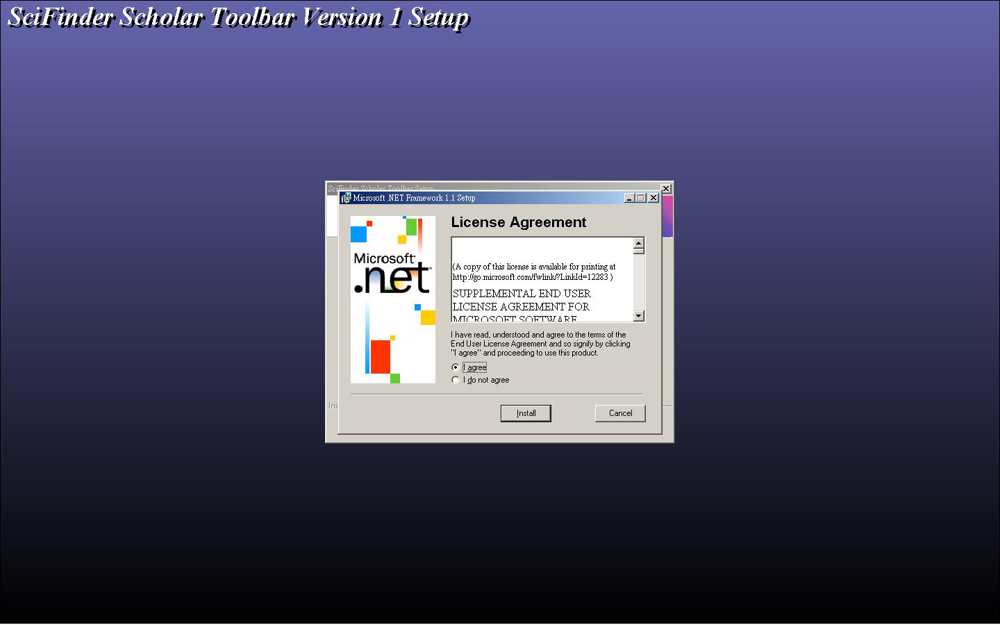 SciFinder Scholar Toolbar Version 1 Setup
SciFinder Scholar Toolbar Setup
Microsoft .NET Framework 1.1 Setup
Microsoft
.net™
License Agreement
(A copy of this license is available for printing at
http://go.microsoft.com/fwlink/?LinkId=12283 )
SUPPLEMENTAL END USER
LICENSE AGREEMENT FOR
MICROSOFT SOFTWARE
I have read, understood and agree to the terms of the
End User License Agreement and so signify by clicking
"I agree" and proceeding to use this product.
I agree
I do not agree
Ins
Install
Cancel